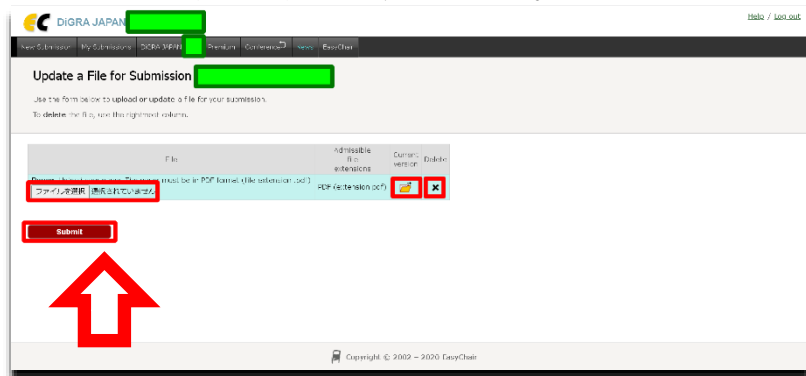 DiGRA JAPAN
Help / Log out
New Submission My Submissions DiGRA JAPAN Premium Conference News EasyChair
Update a File for Submission
Use the form below to upload or update a file for your submission.
To delete the file, use the rightmost column.
File
Admissible
file
extensions
Current
version
Delete
must be in PDF format (file extension .pdf)
ファイルを選択 選択されていません
PDF (extension pdf)
Submit
Copyright © 2002 – 2020 EasyChair